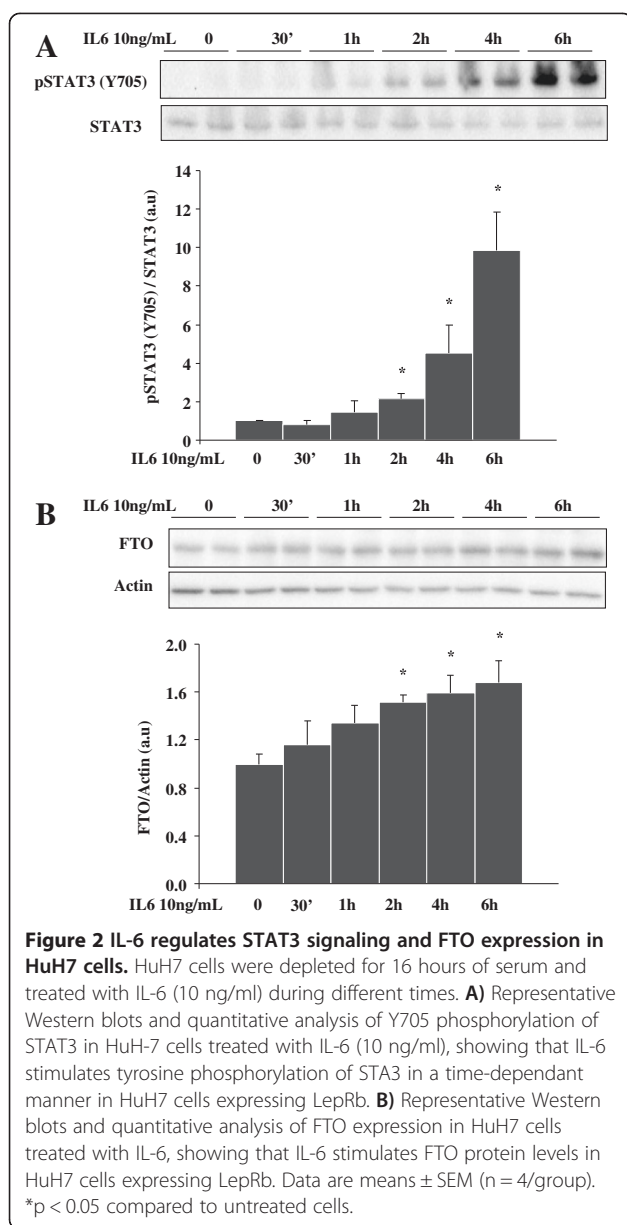 A
IL6 10ng/mL 0 30' 1h 2h 4h 6h
pSTAT3 (Y705)
STAT3
pSTAT3 (Y705) / STAT3 (a.u)
14
12
10
8
6
4
2
0
*
*
*
IL6 10ng/mL 0 30' 1h 2h 4h 6h
B
IL6 10ng/mL 0 30' 1h 2h 4h 6h
FTO
Actin
FTO/Actin (a.u)
2.0
1.6
1.2
0.8
0.4
0.0
*
*
*
IL6 10ng/mL 0 30' 1h 2h 4h 6h
Figure 2 IL-6 regulates STAT3 signaling and FTO expression in
HuH7 cells. HuH7 cells were depleted for 16 hours of serum and
treated with IL-6 (10 ng/ml) during different times. A) Representative
Western blots and quantitative analysis of Y705 phosphorylation of
STAT3 in HuH-7 cells treated with IL-6 (10 ng/ml), showing that IL-6
stimulates tyrosine phosphorylation of STA3 in a time-dependant
manner in HuH7 cells expressing LepRb. B) Representative Western
blots and quantitative analysis of FTO expression in HuH7 cells
treated with IL-6, showing that IL-6 stimulates FTO protein levels in
HuH7 cells expressing LepRb. Data are means ± SEM (n = 4/group).
*p < 0.05 compared to untreated cells.